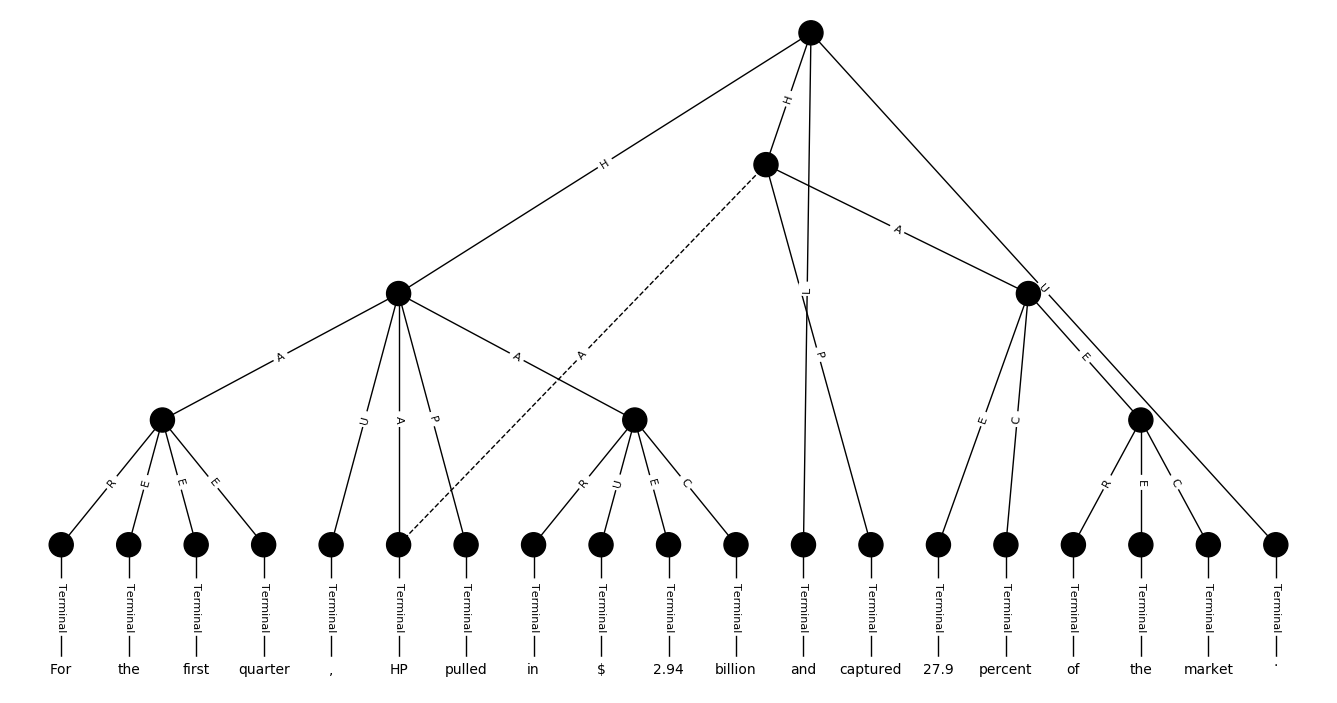 H
H
A
L
U
A
U
A
P
A
A
P
E
C
E
R
E
E
E
R
U
E
C
R
E
C
Terminal Terminal Terminal Terminal Terminal Terminal Terminal Terminal Terminal Terminal Terminal Terminal Terminal Terminal Terminal Terminal Terminal Terminal Terminal
For the first quarter , HP pulled in $ 2.94 billion and captured 27.9 percent of the market .